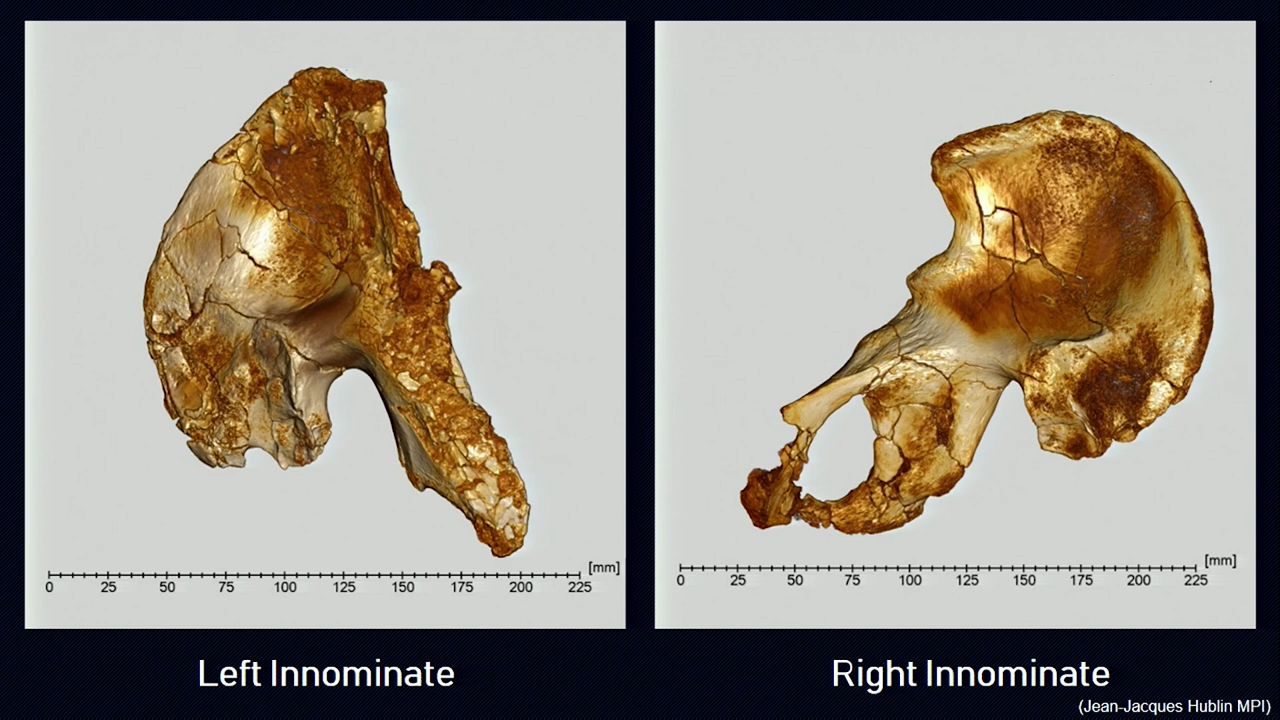 [mm]
0 25 50 75 100 125 150 175 200 225
[mm]
0 25 50 75 100 125 150 175 200 225
Left Innominate
Right Innominate
(Jean-Jacques Hublin MPI)